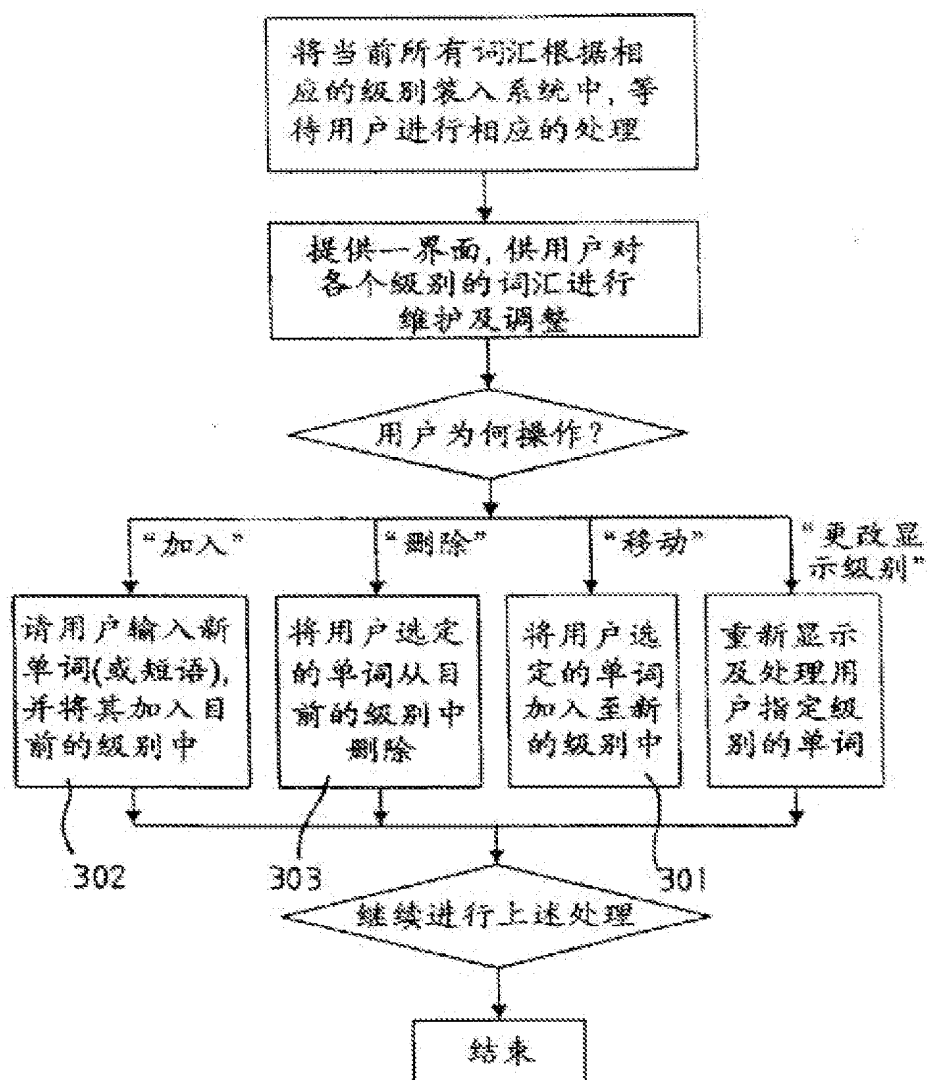 将当前所有词汇根据相
应的级别装入系统中, 等
待用户进行相应的处理
提供一界面, 供用户对
各个级别的词汇进行
维护及调整
用户为何操作?
“加入”
“删除”
“移动”
“更改显
示级别”
请用户输入新
单词(或短语),
并将其加入目
前的级别中
将用户选定
的单词从目
前的级别中
删除
将用户选
定的单词
加入至新
的级别中
重新显示
及处理用
户指定级
别的单词
302
303
301
继续进行上述处理
结束